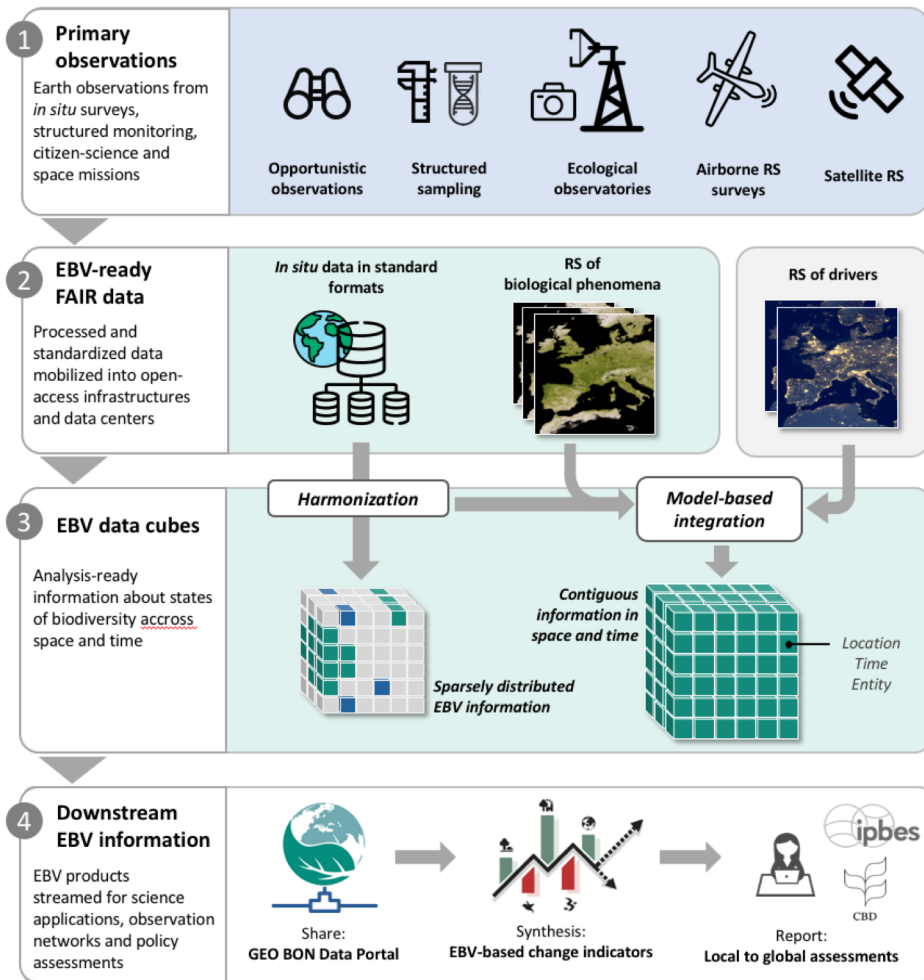 1
Primary
observations
Earth observations from
in situ surveys,
structured monitoring,
citizen-science and
space missions
Opportunistic
observations
Structured
sampling
Ecological
observatories
Airborne RS
surveys
Satellite RS
2
EBV-ready
FAIR data
Processed and
standardized data
mobilized into open-
access infrastructures
and data centers
In situ data in standard
formats
RS of
biological phenomena
RS of drivers
3
EBV data cubes
Analysis-ready
information about states
of biodiversity accross
space and time
Harmonization
Model-based
integration
Sparsely distributed
EBV information
Contiguous
information in
space and time
Location
Time
Entity
4
Downstream
EBV information
EBV products
streamed for science
applications, observation
networks and policy
assessments
Share:
GEO BON Data Portal
Synthesis:
EBV-based change indicators
ipbes
CBD
Report:
Local to global assessments